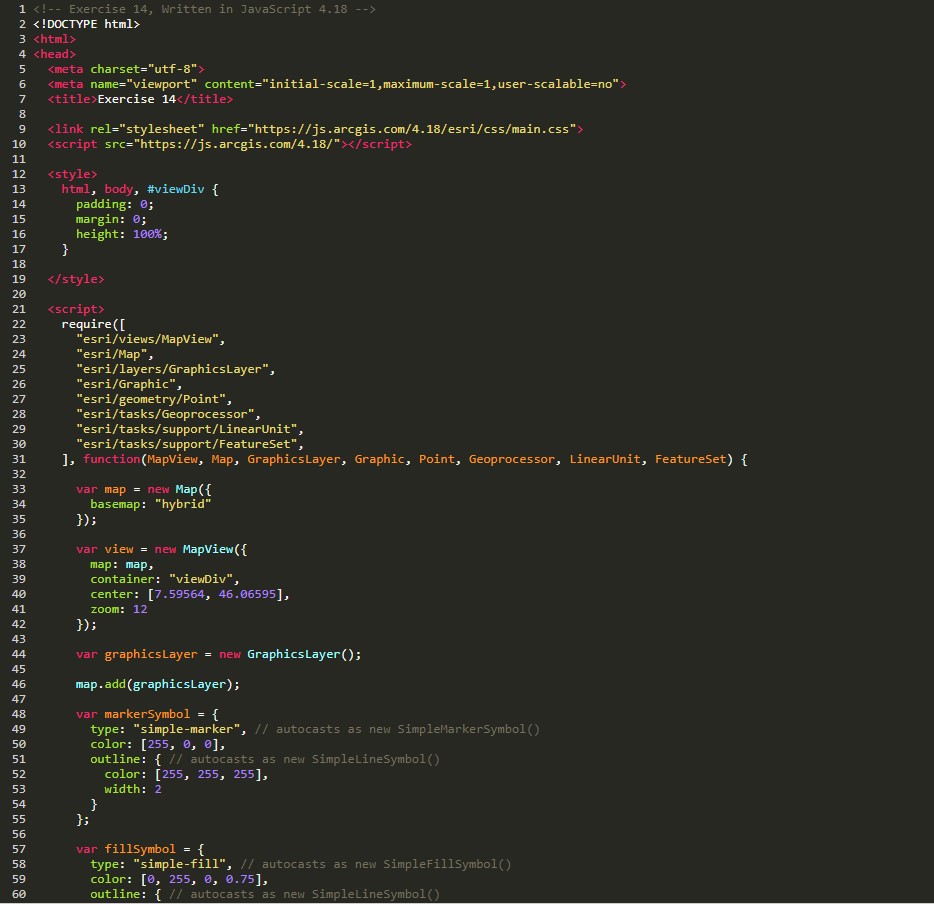 1 <!-- Exercise 14, Written in JavaScript 4.18 -->
2 <!DOCTYPE html>
3 <html>
4 <head>
5   <meta charset="utf-8">
6   <meta name="viewport" content="initial-scale=1,maximum-scale=1,user-scalable=no">
7   <title>Exercise 14</title>
8
9   <link rel="stylesheet" href="https://js.arcgis.com/4.18/esri/css/main.css">
10   <script src="https://js.arcgis.com/4.18/"></script>
11
12   <style>
13     html, body, #viewDiv {
14       padding: 0;
15       margin: 0;
16       height: 100%;
17     }
18
19   </style>
20
21   <script>
22     require([
23       "esri/views/MapView",
24       "esri/Map",
25       "esri/layers/GraphicsLayer",
26       "esri/Graphic",
27       "esri/geometry/Point",
28       "esri/tasks/Geoprocessor",
29       "esri/tasks/support/LinearUnit",
30       "esri/tasks/support/FeatureSet",
31     ], function(MapView, Map, GraphicsLayer, Graphic, Point, Geoprocessor, LinearUnit, FeatureSet) {
32
33       var map = new Map({
34         basemap: "hybrid"
35       });
36
37       var view = new MapView({
38         map: map,
39         container: "viewDiv",
40         center: [7.59564, 46.06595],
41         zoom: 12
42       });
43
44       var graphicsLayer = new GraphicsLayer();
45
46       map.add(graphicsLayer);
47
48       var markerSymbol = {
49         type: "simple-marker", // autocasts as new SimpleMarkerSymbol()
50         color: [255, 0, 0],
51         outline: { // autocasts as new SimpleLineSymbol()
52           color: [255, 255, 255],
53           width: 2
54         }
55       };
56
57       var fillSymbol = {
58         type: "simple-fill", // autocasts as new SimpleFillSymbol()
59         color: [0, 255, 0, 0.75],
60         outline: { // autocasts as new SimpleLineSymbol()